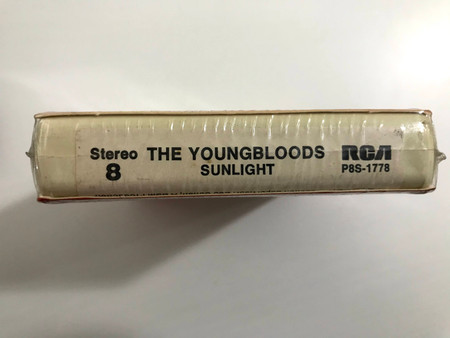 Stereo THE YOUNGBLOODS RCA
8 SUNLIGHT P8S-1778